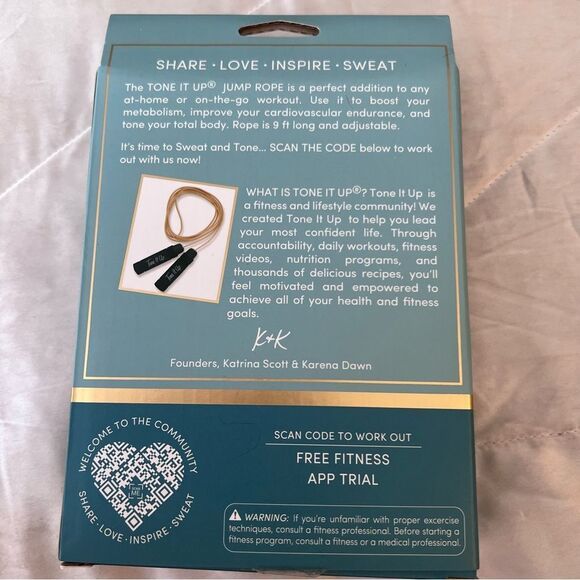 SHARE • LOVE • INSPIRE • SWEAT
The TONE IT UP® JUMP ROPE is a perfect addition to any
at-home or on-the-go workout. Use it to boost your
metabolism, improve your cardiovascular endurance, and
tone your total body. Rope is 9 ft long and adjustable.
It's time to Sweat and Tone... SCAN THE CODE below to work
out with us now!
WHAT IS TONE IT UP®? Tone It Up is
a fitness and lifestyle community! We
created Tone It Up to help you lead
your most confident life. Through
accountability, daily workouts, fitness
videos, nutrition programs, and
thousands of delicious recipes, you'll
feel motivated and empowered to
achieve all of your health and fitness
goals.
Tone It Up
Tone It Up
K+K
Founders, Katrina Scott & Karena Dawn
WELCOME TO THE COMMUNITY
SCAN
ME
SHARE • LOVE • INSPIRE • SWEAT
SCAN CODE TO WORK OUT
FREE FITNESS
APP TRIAL
WARNING: If you're unfamiliar with proper excercise
techniques, consult a fitness professional. Before starting a
fitness program, consult a fitness or a medical professional.